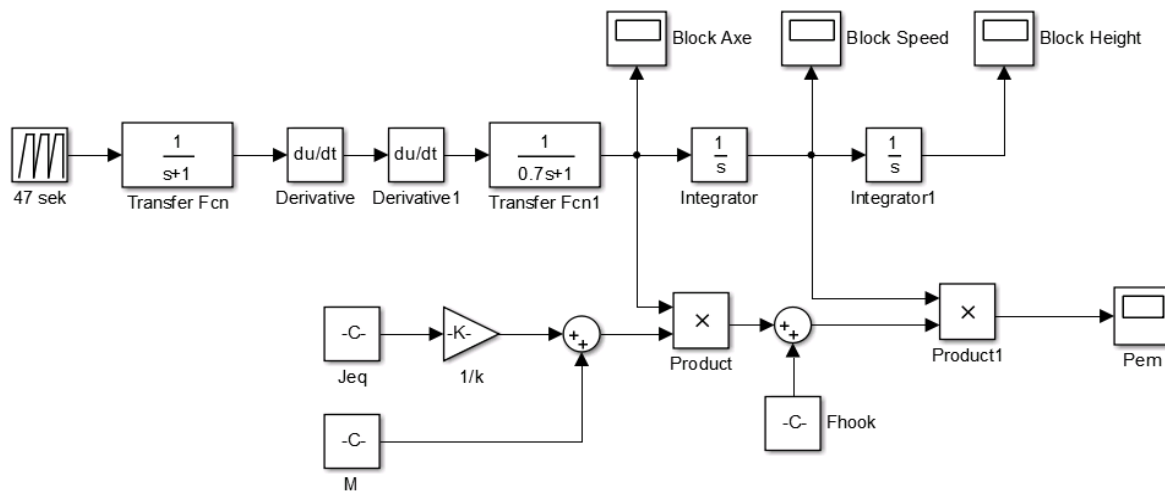 Block Axe
Block Speed
Block Height
47 sek
1
s+1
Transfer Fcn
du/dt
Derivative
du/dt
Derivative1
1
0.7s+1
Transfer Fcn1
1
s
Integrator
1
s
Integrator1
-C-
Jeq
-K-
1/k
+
+
×
Product
+
+
×
Product1
Pem
-C-
Fhook
-C-
M